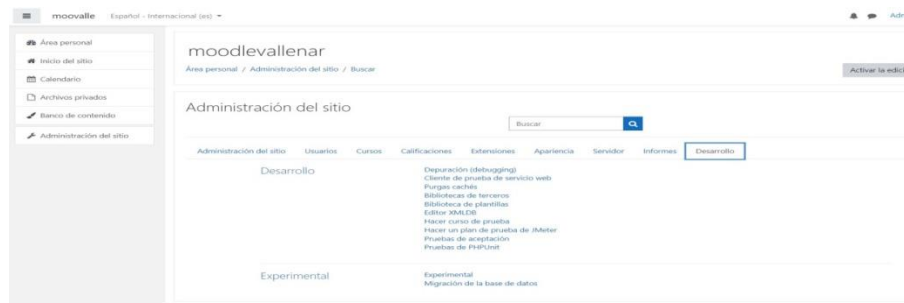 moovalle Español - Internacional (es)
Adm
Área personal
Inicio del sitio
Calendario
Archivos privados
Banco de contenido
Administración del sitio
moodlevallenar
Área personal / Administración del sitio / Buscar
Activar la edici
Administración del sitio
Buscar
Administración del sitio Usuarios Cursos Calificaciones Extensiones Apariencia Servidor Informes Desarrollo
Desarrollo
Depuración (debugging)
Cliente de prueba de servicio web
Purgas cachés
Bibliotecas de terceros
Biblioteca de plantillas
Editor XMLDB
Hacer curso de prueba
Hacer un plan de prueba de JMeter
Pruebas de aceptación
Pruebas de PHPUnit
Experimental
Experimental
Migración de la base de datos